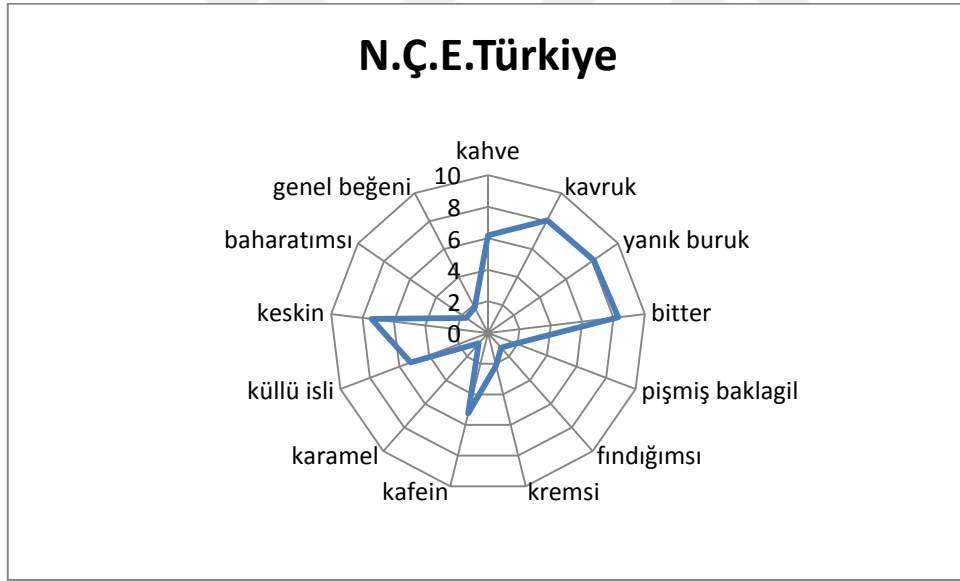 N.Ç.E.Türkiye
kahve
kavruk
yanık buruk
bitter
pişmiş baklagil
fındığımsı
kremsi
kafein
karamel
küllü isli
keskin
baharatımsı
genel beğeni
10
8
6
4
2
0